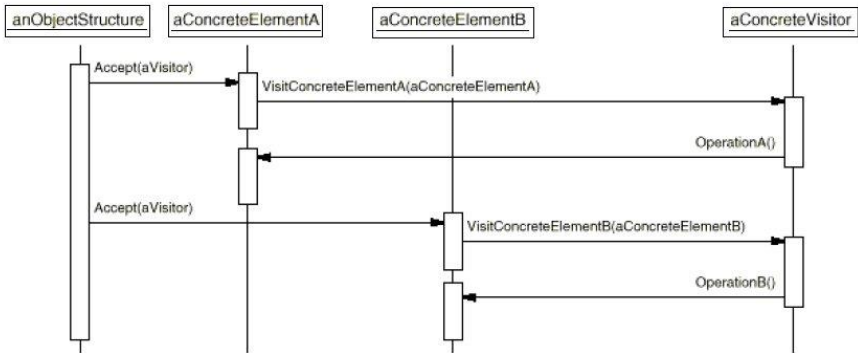 anObjectStructure
aConcreteElementA
aConcreteElementB
aConcreteVisitor
Accept(aVisitor)
VisitConcreteElementA(aConcreteElementA)
OperationA()
Accept(aVisitor)
VisitConcreteElementB(aConcreteElementB)
OperationB()